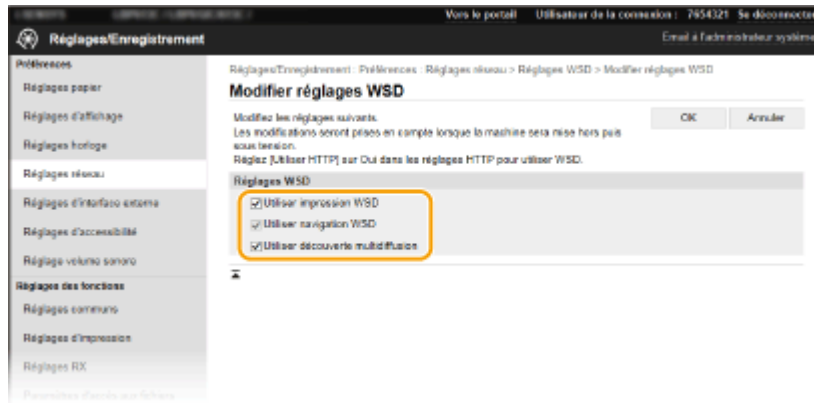 Vers le portail Utilisateur de la connexion : 7654321 Se déconnecter
Réglages/Enregistrement
Email à l'administrateur système
Préférences
Réglages/Enregistrement : Préférences : Réglages réseau > Réglages WSD > Modifier réglages WSD
Réglages papier
Modifier réglages WSD
Réglages d'affichage
Modifiez les réglages suivants.
OK
Annuler
Les modifications seront prises en compte lorsque la machine sera mise hors puis
sous tension.
Réglages horloge
Réglez [Utiliser HTTP] sur Oui dans les réglages HTTP pour utiliser WSD.
Réglages réseau
Réglages WSD
Réglages d'interface externe
Utiliser impression WSD
Utiliser navigation WSD
Réglages d'accessibilité
Utiliser découverte multidiffusion
Réglage volume sonore
Réglages des fonctions
Réglages communs
Réglages d'impression
Réglages RX